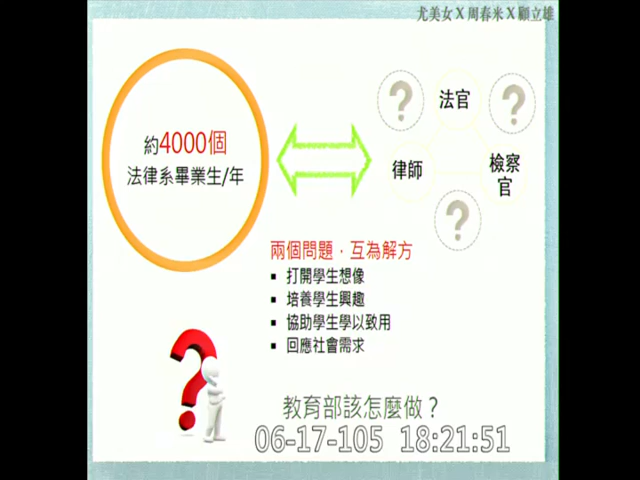 尤美女 X 周春米 X 顧立雄
約4000個
法律系畢業生/年
?
法官
?
律師
檢察
官
?
兩個問題，互為解方
▪ 打開學生想像
▪ 培養學生興趣
▪ 協助學生學以致用
▪ 回應社會需求
?
教育部該怎麼做？
06-17-105 18:21:51